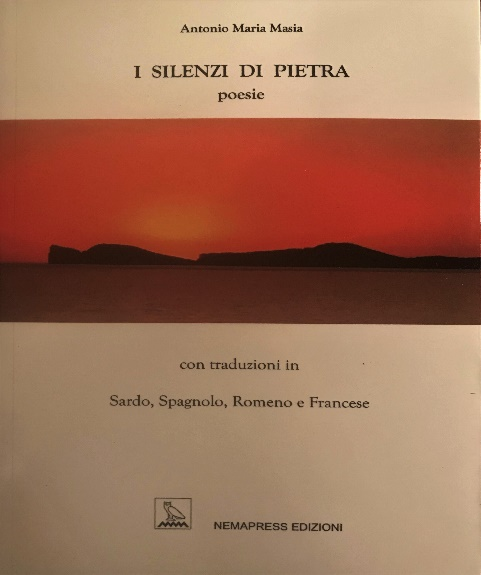 Antonio Maria Masia
I SILENZI DI PIETRA
poesie
con traduzioni in
Sardo, Spagnolo, Romeno e Francese
NEMAPRESS EDIZIONI